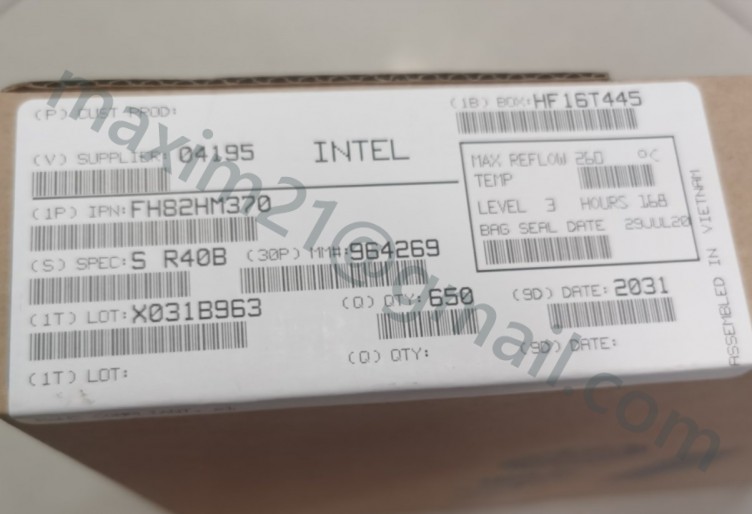 (P) CUST PROD:
(1B) BOX: HF16T445
(V) SUPPLIER: 04195
INTEL
MAX REFLOW 260 °C
TEMP
(1P) IPN: FH82HM370
LEVEL 3 HOURS 168
BAG SEAL DATE 29JUL20
(S) SPEC: S R40B
(30P) MM#: 964269
(1T) LOT: X031B963
(Q) QTY: 650
(9D) DATE: 2031
(1T) LOT:
(Q) QTY:
(9D) DATE:
ASSEMBLED IN VIETNAM
maxim21@gmail.com